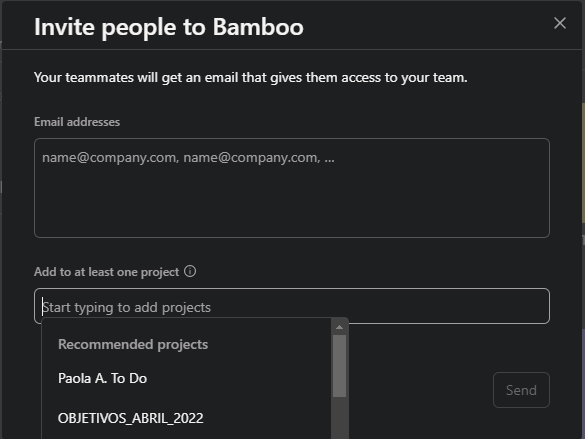 Invite people to Bamboo
Your teammates will get an email that gives them access to your team.
Email addresses
name@company.com, name@company.com, ...
Add to at least one project
Start typing to add projects
Recommended projects
Paola A. To Do
Send
OBJETIVOS_ABRIL_2022